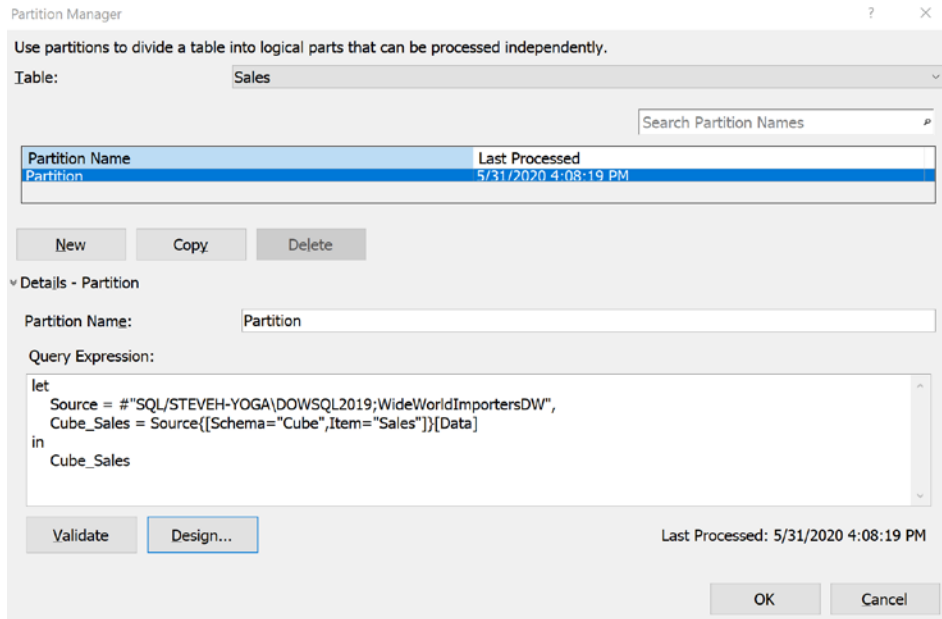 Partition Manager
Use partitions to divide a table into logical parts that can be processed independently.
Table: Sales
Search Partition Names
Partition Name Last Processed
Partition 5/31/2020 4:08:19 PM
New Copy Delete
Details - Partition
Partition Name: Partition
Query Expression:
let
Source = #"SQL/STEVEH-YOGA\DOWSQL2019;WideWorldImportersDW",
Cube_Sales = Source{[Schema="Cube",Item="Sales"]}[Data]
in
Cube_Sales
Validate Design... Last Processed: 5/31/2020 4:08:19 PM
OK Cancel